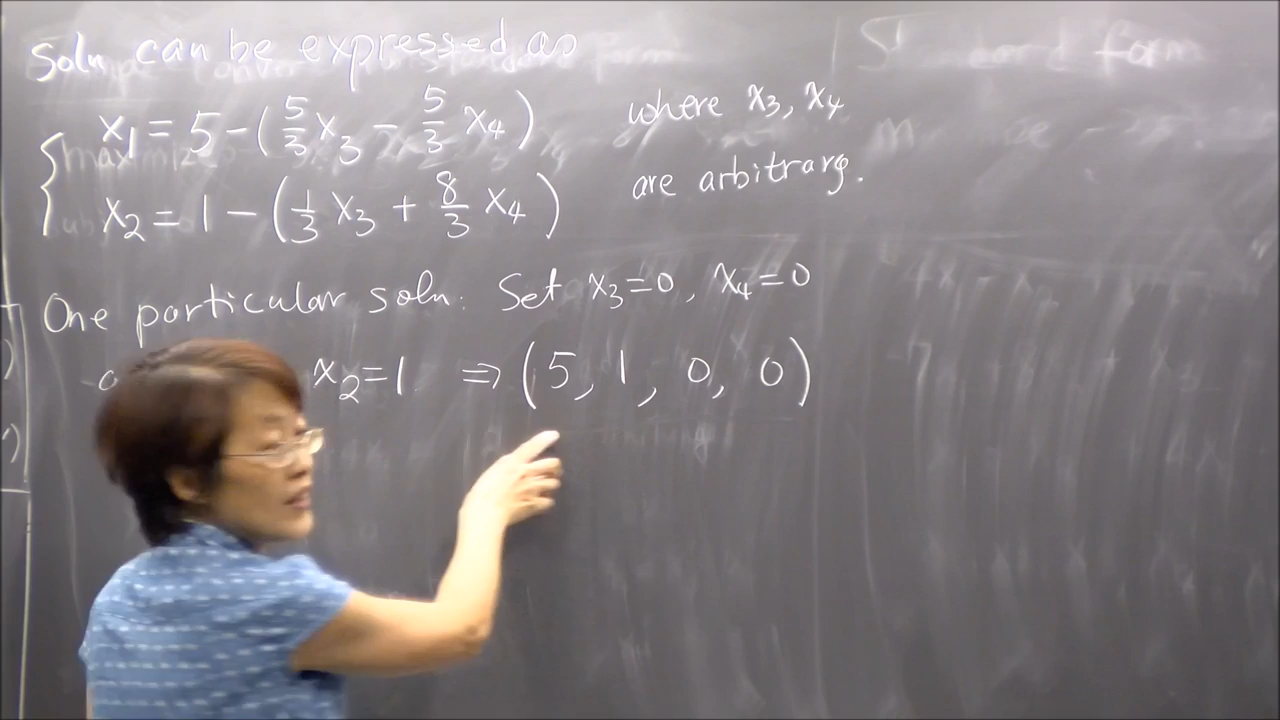 Soln can be expressed as
x₁ = 5 - (5/3 x₃ - 5/3 x₄) where x₃, x₄
x₂ = 1 - (1/3 x₃ + 8/3 x₄) are arbitrary.
One particular soln: Set x₃=0, x₄=0
x₂=1 ⇒ (5, 1, 0, 0)